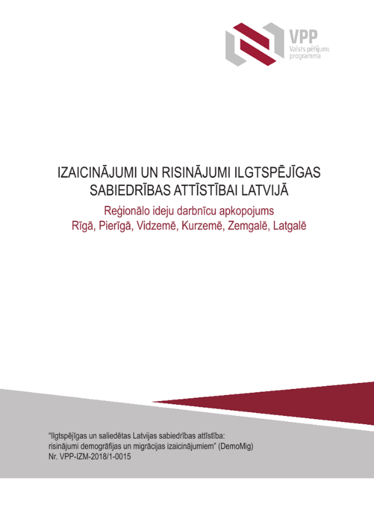 VPP
Valsts pētījumu
programma
IZAICINĀJUMI UN RISINĀJUMI ILGTSPĒJĪGAS
SABIEDRĪBAS ATTĪSTĪBAI LATVIJĀ
Reģionālo ideju darbnīcu apkopojums
Rīgā, Pierīgā, Vidzemē, Kurzemē, Zemgalē, Latgalē
"Ilgtspējīgas un saliedētas Latvijas sabiedrības attīstība:
risinājumi demogrāfijas un migrācijas izaicinājumiem" (DemoMig)
Nr. VPP-IZM-2018/1-0015